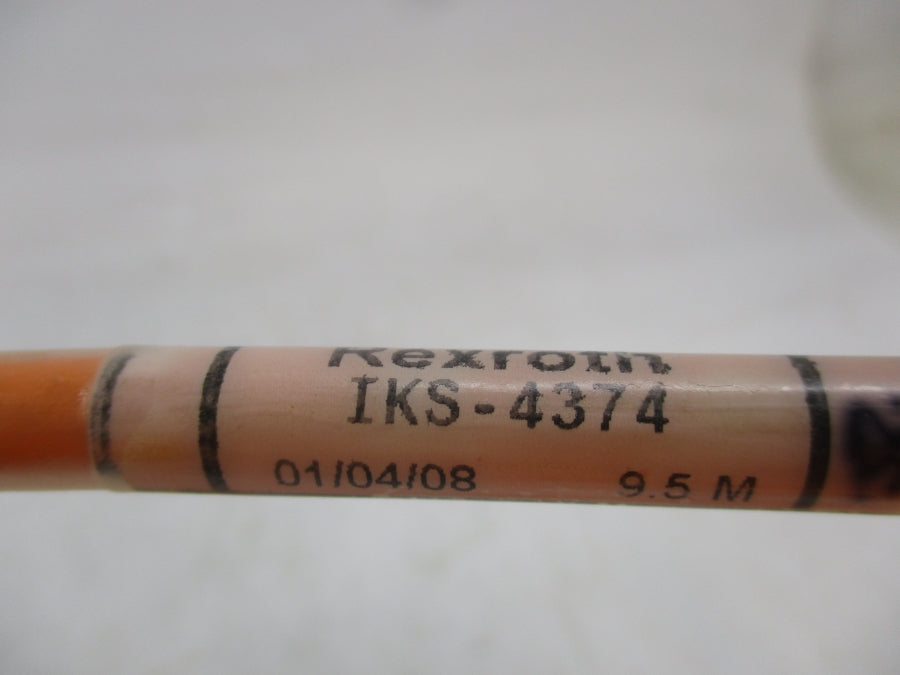 Rexroth
IKS-4374
01/04/08 9.5 M